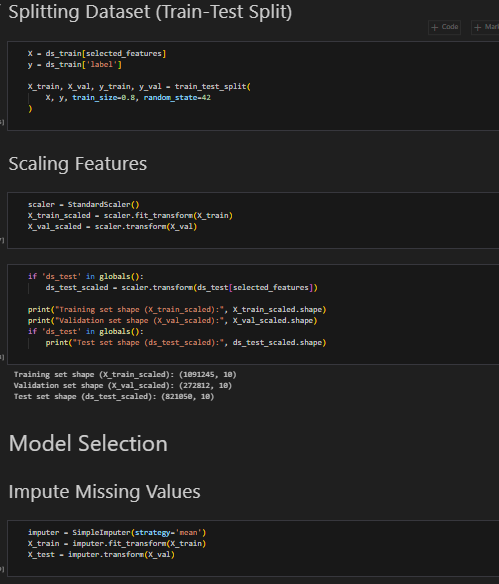 Splitting Dataset (Train-Test Split)
+ Code
+ Mar
X = ds_train[selected_features]
y = ds_train['label']
X_train, X_val, y_train, y_val = train_test_split(
X, y, train_size=0.8, random_state=42
)
Scaling Features
scaler = StandardScaler()
X_train_scaled = scaler.fit_transform(X_train)
X_val_scaled = scaler.transform(X_val)
if 'ds_test' in globals():
ds_test_scaled = scaler.transform(ds_test[selected_features])
print("Training set shape (X_train_scaled):", X_train_scaled.shape)
print("Validation set shape (X_val_scaled):", X_val_scaled.shape)
if 'ds_test' in globals():
print("Test set shape (ds_test_scaled):", ds_test_scaled.shape)
Training set shape (X_train_scaled): (1091245, 10)
Validation set shape (X_val_scaled): (272812, 10)
Test set shape (ds_test_scaled): (821050, 10)
Model Selection
Impute Missing Values
imputer = SimpleImputer(strategy='mean')
X_train = imputer.fit_transform(X_train)
X_test = imputer.transform(X_val)